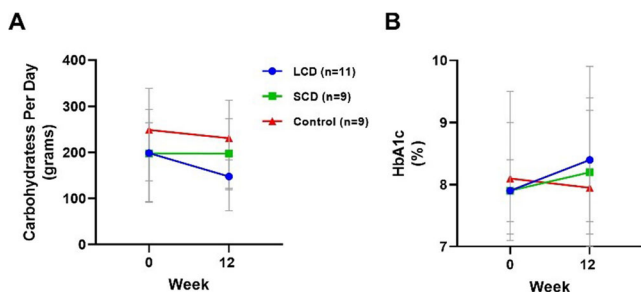 A
Carbohydratess Per Day
(grams)
400
300
200
100
0
0
12
Week
LCD (n=11)
SCD (n=9)
Control (n=9)
B
HbA1c
(%)
10
9
8
7
0
12
Week